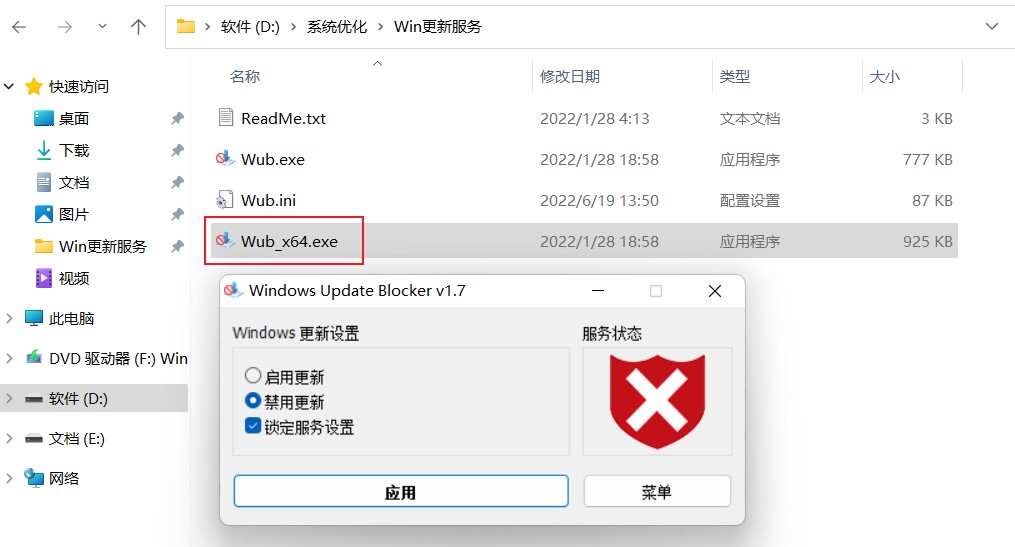 软件 (D:) 系统优化 Win更新服务
名称 修改日期 类型 大小
快速访问
桌面
下载
文档
图片
Win更新服务
视频
此电脑
DVD 驱动器 (F:) Win
软件 (D:)
文档 (E:)
网络
ReadMe.txt 2022/1/28 4:13 文本文档 3 KB
Wub.exe 2022/1/28 18:58 应用程序 777 KB
Wub.ini 2022/6/19 13:50 配置设置 87 KB
Wub_x64.exe 2022/1/28 18:58 应用程序 925 KB
Windows Update Blocker v1.7
Windows 更新设置 服务状态
启用更新
禁用更新
锁定服务设置
应用 菜单